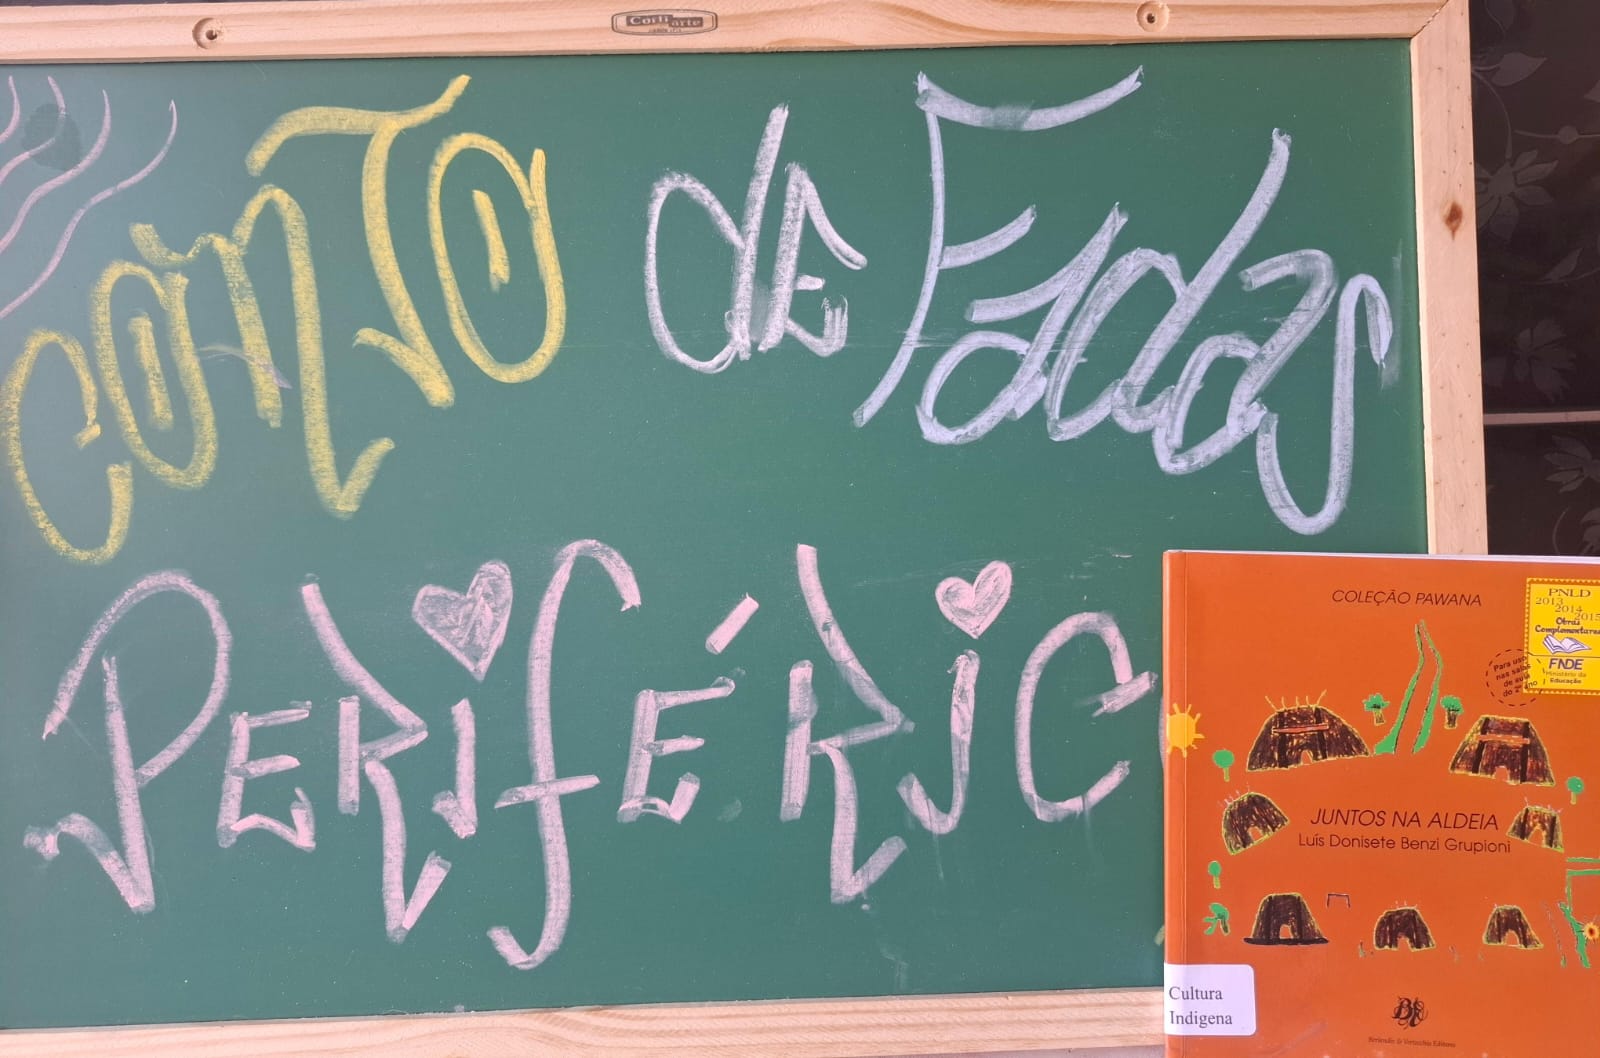 Corti arte
CONTO de FadaS
PERiFÉRiC
COLEÇÃO PAWANA
PNLD
2013
2014
2015
Obras
Complementares
FNDE
Ministério da
Educação
Para uso
nas salas
de aula
do 2º ano
JUNTOS NA ALDEIA
Luís Donisete Benzi Grupioni
Cultura
Indigena
Berlendis & Vertecchia Editores